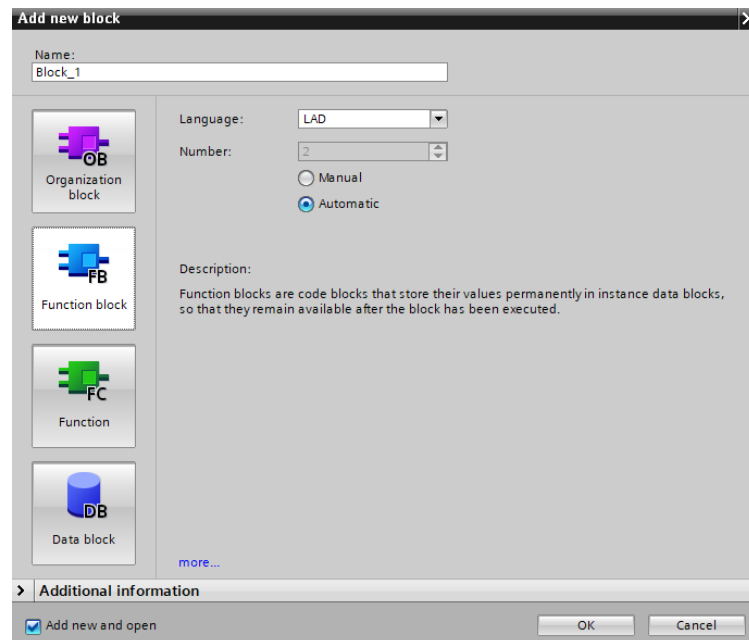 Add new block
Name:
Block_1
OB
Organization
block
FB
Function block
FC
Function
DB
Data block
Language:
LAD
Number:
2
Manual
Automatic
Description:
Function blocks are code blocks that store their values permanently in instance data blocks,
so that they remain available after the block has been executed.
more...
> Additional information
Add new and open
OK
Cancel